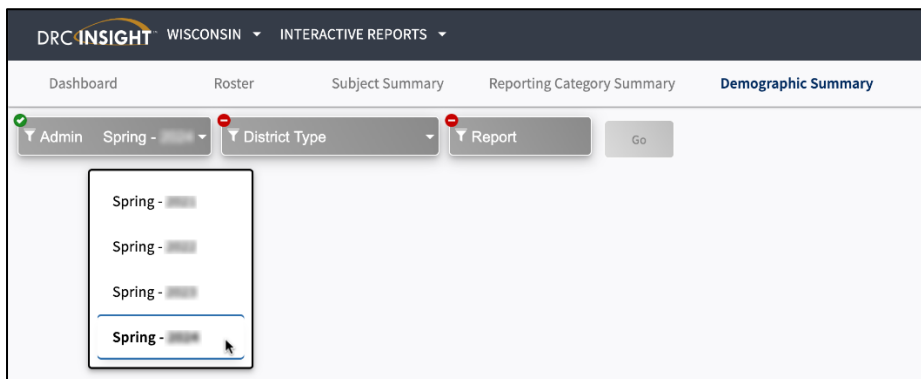 DRC INSIGHT WISCONSIN INTERACTIVE REPORTS
Dashboard Roster Subject Summary Reporting Category Summary Demographic Summary
Admin Spring - District Type Report Go
Spring -
Spring -
Spring -
Spring -